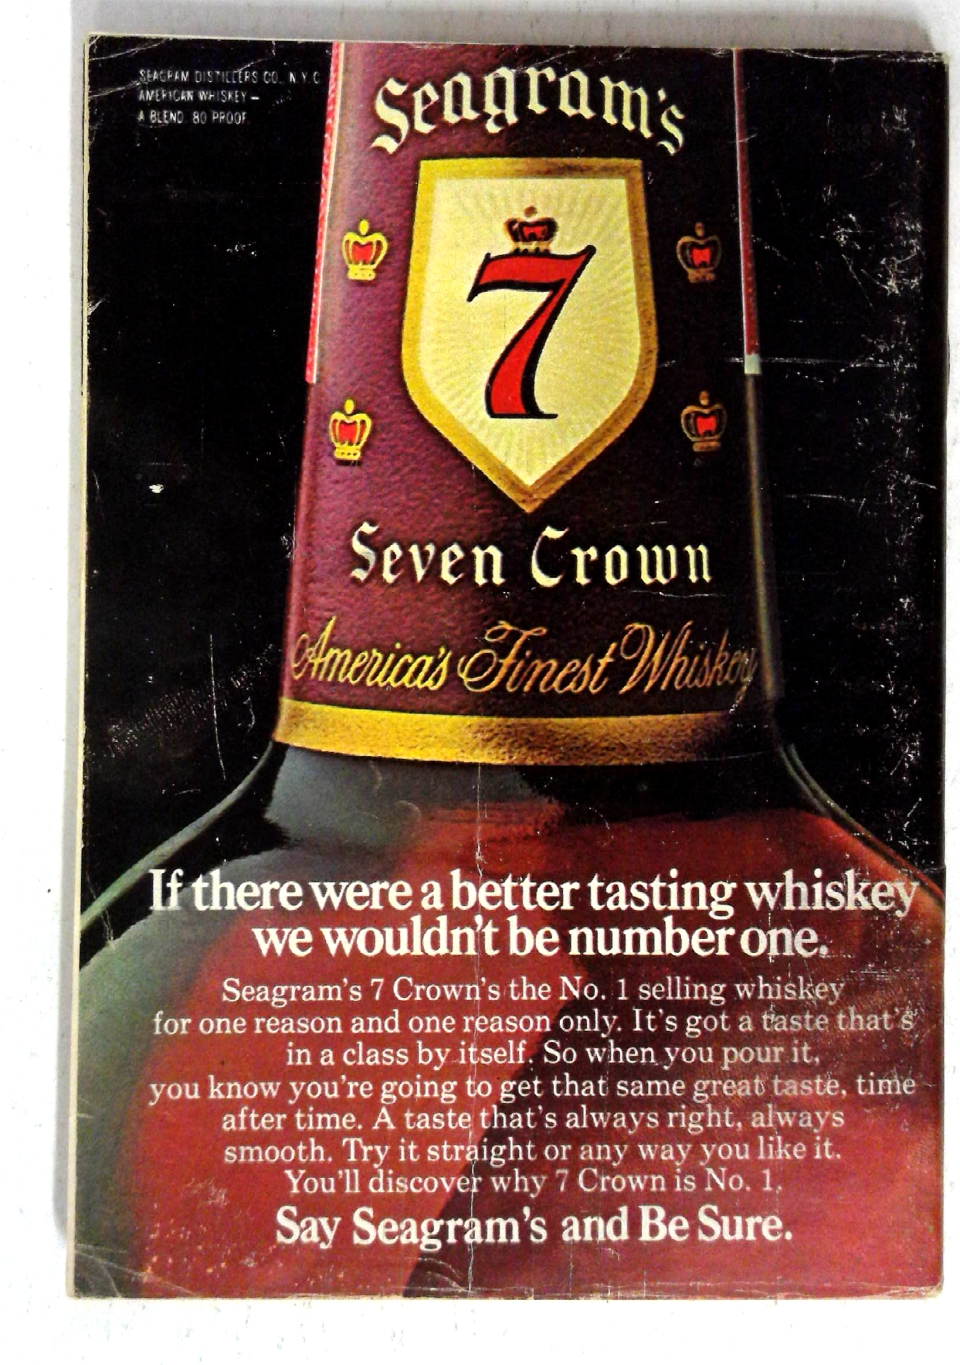 SEAGRAM DISTILLERS CO. N.Y.C.
AMERICAN WHISKEY –
A BLEND. 80 PROOF.
Seagram's
7
Seven Crown
America's Finest Whiskey
If there were a better tasting whiskey
we wouldn't be number one.
Seagram's 7 Crown's the No. 1 selling whiskey
for one reason and one reason only. It's got a taste that's
in a class by itself. So when you pour it,
you know you're going to get that same great taste, time
after time. A taste that's always right, always
smooth. Try it straight or any way you like it.
You'll discover why 7 Crown is No. 1.
Say Seagram's and Be Sure.